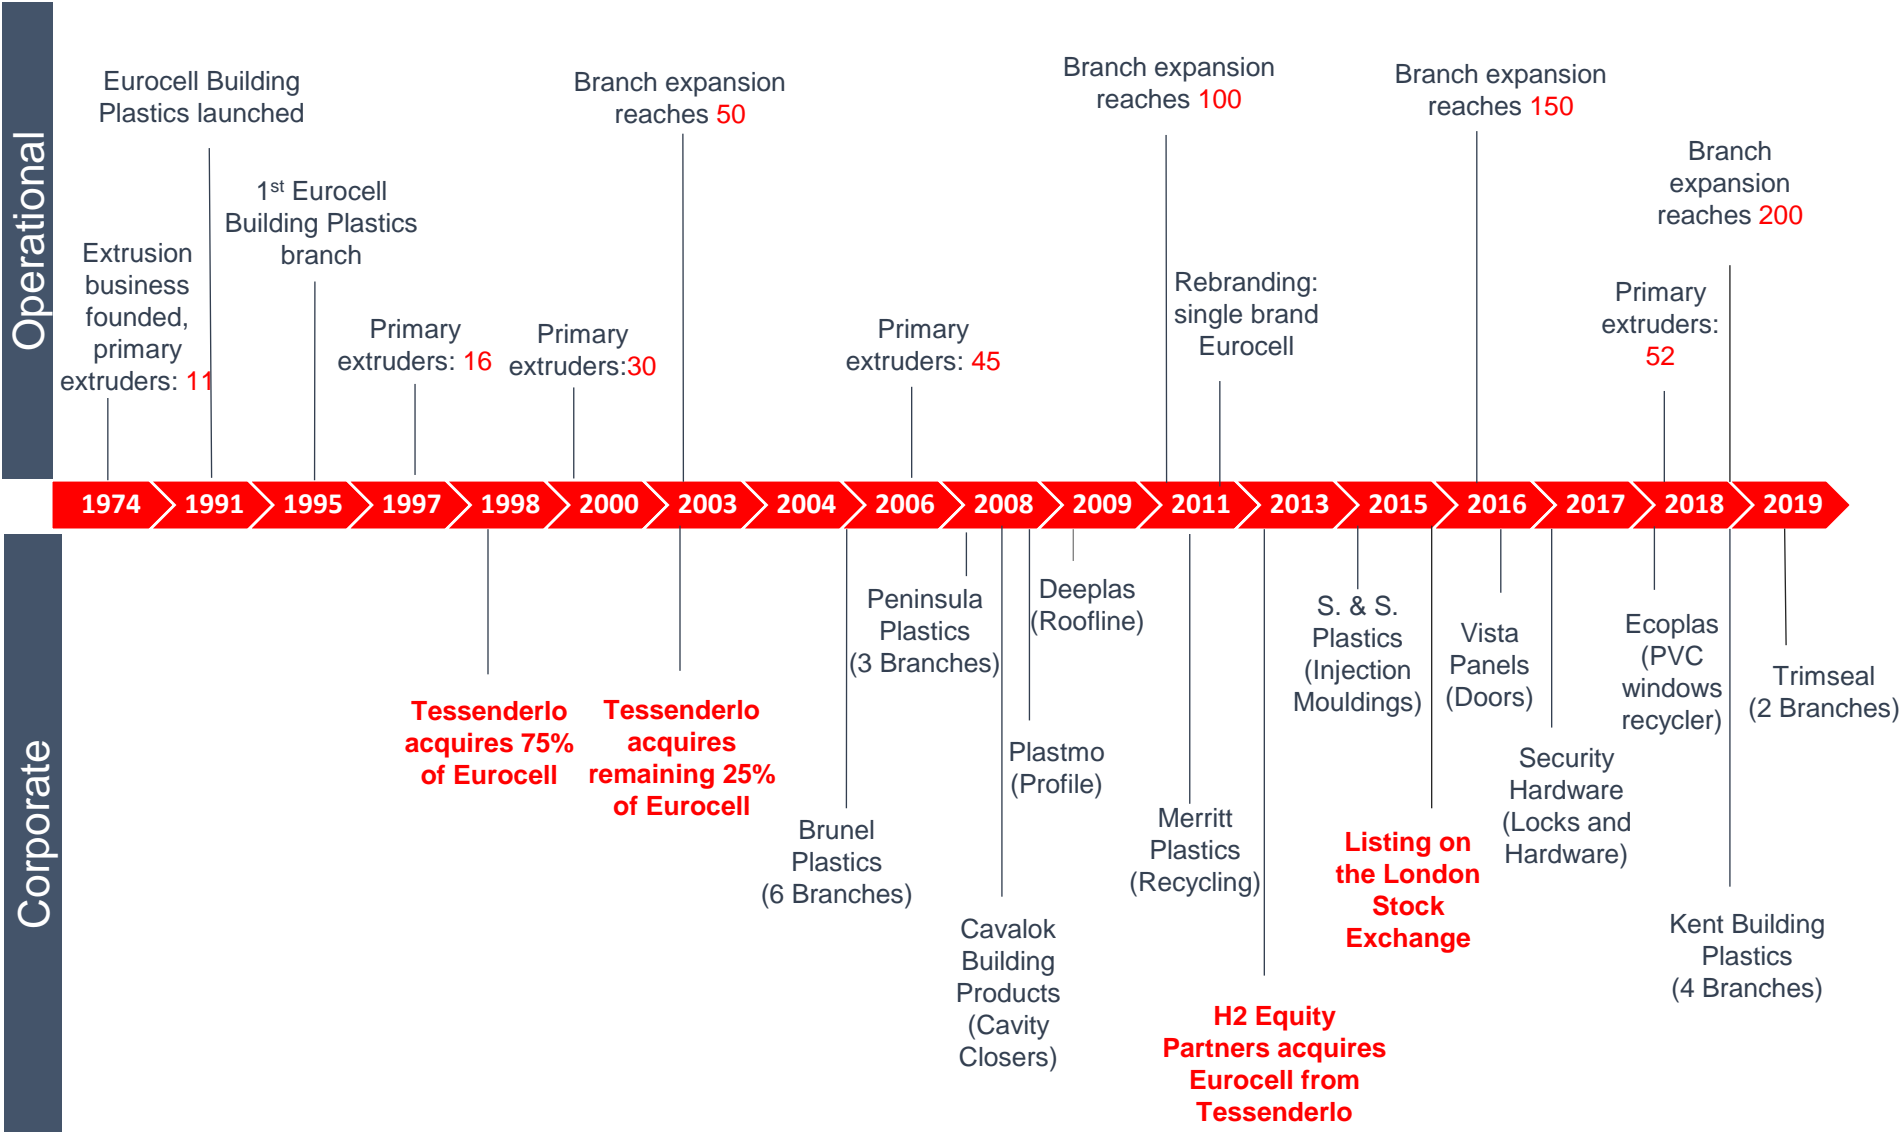 Operational
Eurocell Building
Plastics launched
Branch expansion
reaches 50
Branch expansion
reaches 100
Branch expansion
reaches 150
Branch
expansion
reaches 200
1st Eurocell
Building Plastics
branch
Extrusion
business
founded,
primary
extruders: 11
Primary
extruders: 16
Primary
extruders:30
Primary
extruders: 45
Rebranding:
single brand
Eurocell
Primary
extruders:
52
1974 1991 1995 1997 1998 2000 2003 2004 2006 2008 2009 2011 2013 2015 2016 2017 2018 2019
Corporate
Tessenderlo
acquires 75%
of Eurocell
Tessenderlo
acquires
remaining 25%
of Eurocell
Brunel
Plastics
(6 Branches)
Peninsula
Plastics
(3 Branches)
Cavalok
Building
Products
(Cavity
Closers)
Plastmo
(Profile)
Deeplas
(Roofline)
Merritt
Plastics
(Recycling)
H2 Equity
Partners acquires
Eurocell from
Tessenderlo
S. & S.
Plastics
(Injection
Mouldings)
Listing on
the London
Stock
Exchange
Vista
Panels
(Doors)
Security
Hardware
(Locks and
Hardware)
Ecoplas
(PVC
windows
recycler)
Kent Building
Plastics
(4 Branches)
Trimseal
(2 Branches)